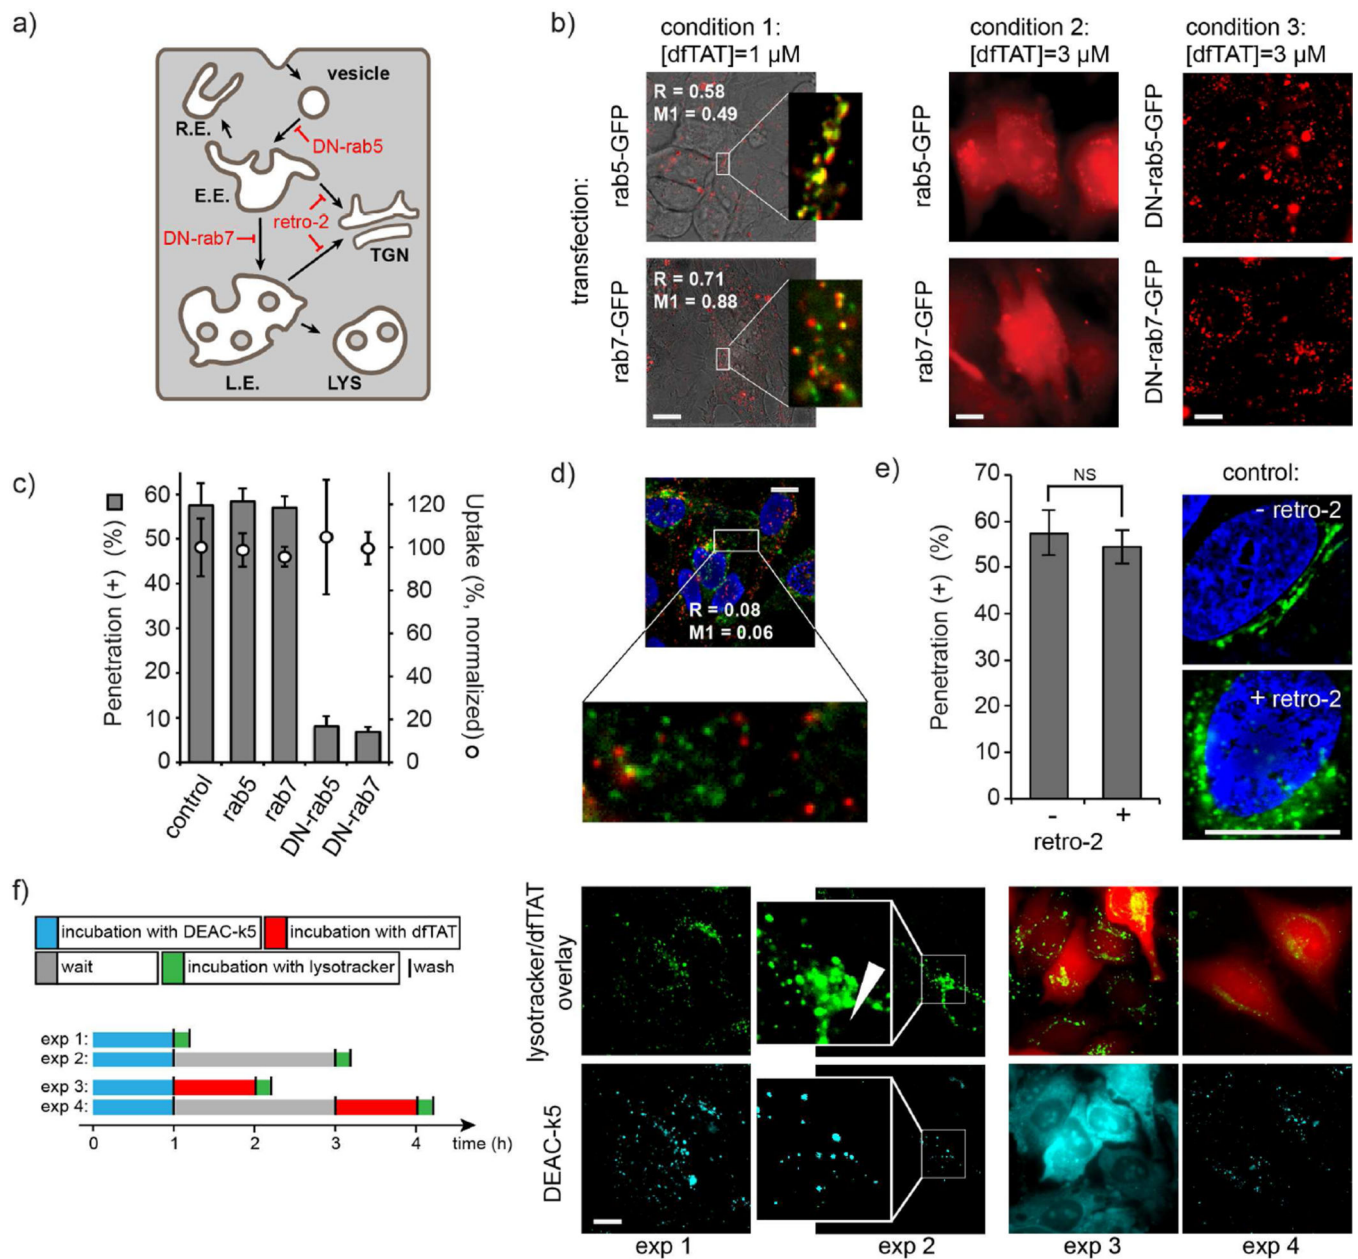 a)
vesicle
R.E.
DN-rab5
E.E.
retro-2
DN-rab7
TGN
L.E.
LYS
b)
condition 1:
[dfTAT]=1 µM
condition 2:
[dfTAT]=3 µM
condition 3:
[dfTAT]=3 µM
transfection:
rab5-GFP
R = 0.58
M1 = 0.49
rab5-GFP
DN-rab5-GFP
rab7-GFP
R = 0.71
M1 = 0.88
rab7-GFP
DN-rab7-GFP
c)
Penetration (+) (%)
60
50
40
30
20
10
0
120
100
80
60
40
20
0
Uptake (%, normalized)
control
rab5
rab7
DN-rab5
DN-rab7
d)
R = 0.08
M1 = 0.06
e)
Penetration (+) (%)
70
60
50
40
30
20
10
0
NS
-
+
retro-2
control:
- retro-2
+ retro-2
f)
incubation with DEAC-k5
incubation with dfTAT
wait
incubation with lysotracker
wash
exp 1:
exp 2:
exp 3:
exp 4:
0
1
2
3
4
time (h)
lysotracker/dfTAT
overlay
DEAC-k5
exp 1
exp 2
exp 3
exp 4